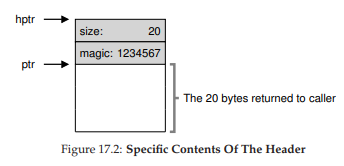 hptr
size: 20
magic: 1234567
ptr
The 20 bytes returned to caller
Figure 17.2: Specific Contents Of The Header